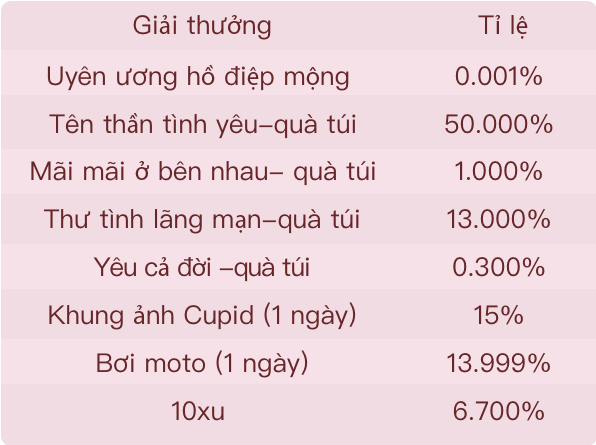 Giải thưởng Tỉ lệ
Uyên ương hồ điệp mộng 0.001%
Tên thần tình yêu–quà túi 50.000%
Mãi mãi ở bên nhau– quà túi 1.000%
Thư tình lãng mạn–quà túi 13.000%
Yêu cả đời –quà túi 0.300%
Khung ảnh Cupid (1 ngày) 15%
Bơi moto (1 ngày) 13.999%
10xu 6.700%